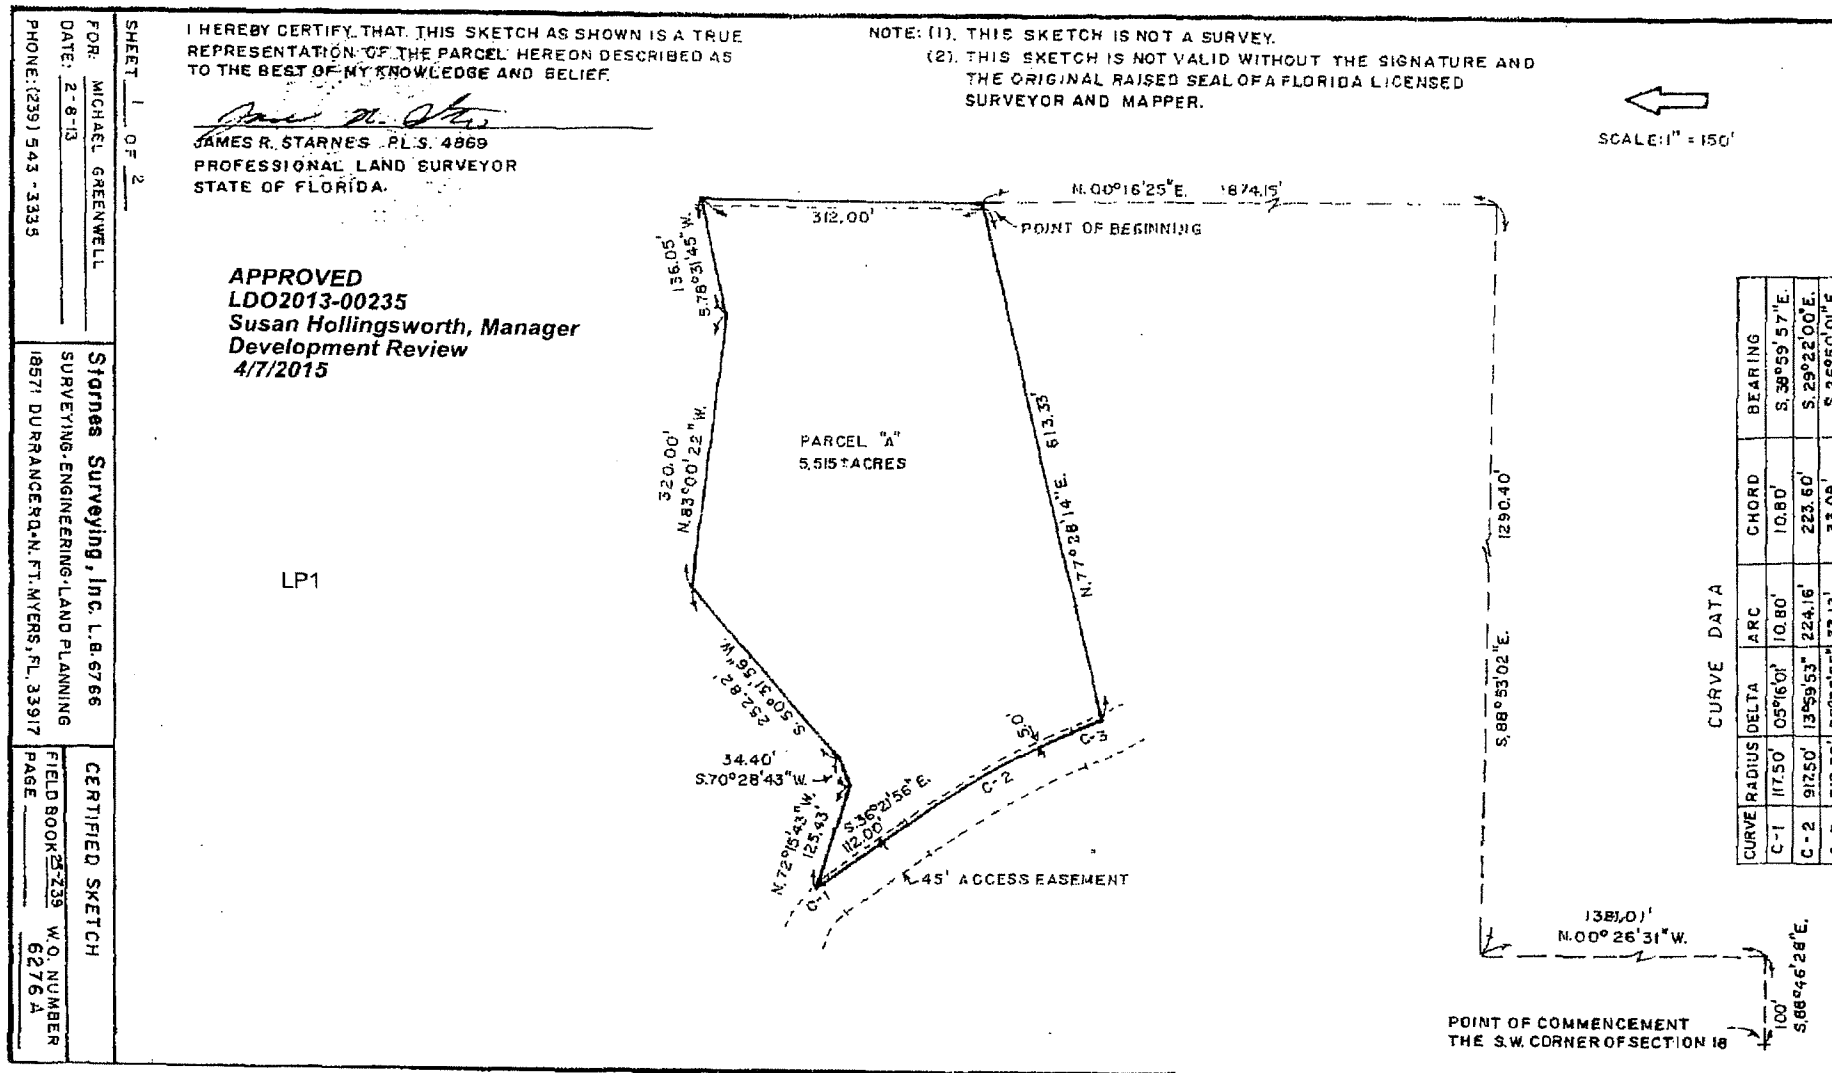 I HEREBY CERTIFY THAT THIS SKETCH AS SHOWN IS A TRUE
REPRESENTATION OF THE PARCEL HEREON DESCRIBED AS
TO THE BEST OF MY KNOWLEDGE AND BELIEF.
JAMES R. STARNES P.L.S. 4869
PROFESSIONAL LAND SURVEYOR
STATE OF FLORIDA.
NOTE: (1). THIS SKETCH IS NOT A SURVEY.
(2). THIS SKETCH IS NOT VALID WITHOUT THE SIGNATURE AND
THE ORIGINAL RAISED SEAL OF A FLORIDA LICENSED
SURVEYOR AND MAPPER.
SCALE: 1" = 150'
APPROVED
LDO2013-00235
Susan Hollingsworth, Manager
Development Review
4/7/2015
LP1
N. 00°16'25"E. 1874.15'
312.00'
POINT OF BEGINNING
136.05'
S.78°31'45"W.
320.00'
N.83°00'22"W.
PARCEL "A"
5.515± ACRES
N.77°28'14"E. 613.33'
252.82'
S.50°31'56"W.
34.40'
S.70°28'43"W.
N.72°15'43"W.
125.43'
S.36°21'56"E.
112.00'
C-1
C-2
C-3
5.0'
45' ACCESS EASEMENT
1290.40'
S.88°53'02"E.
1381.01'
N.00°26'31"W.
100'
S.88°46'28"E.
POINT OF COMMENCEMENT
THE S.W. CORNER OF SECTION 18
CURVE DATA
CURVE RADIUS DELTA ARC CHORD BEARING
C-1 117.50' 05°16'01" 10.80' 10.80' S.38°59'57"E.
C-2 917.50' 13°59'53" 224.16' 223.60' S.29°22'00"E.
SHEET 1 OF 2
FOR: MICHAEL GREENWELL
DATE: 2-8-13
PHONE: (239) 543-3335
Starnes Surveying, Inc. L.B. 6766
SURVEYING-ENGINEERING-LAND PLANNING
18571 DURRANCE RD.-N. FT. MYERS, FL, 33917
CERTIFIED SKETCH
FIELD BOOK 25-Z39 W.O. NUMBER
PAGE 6276 A